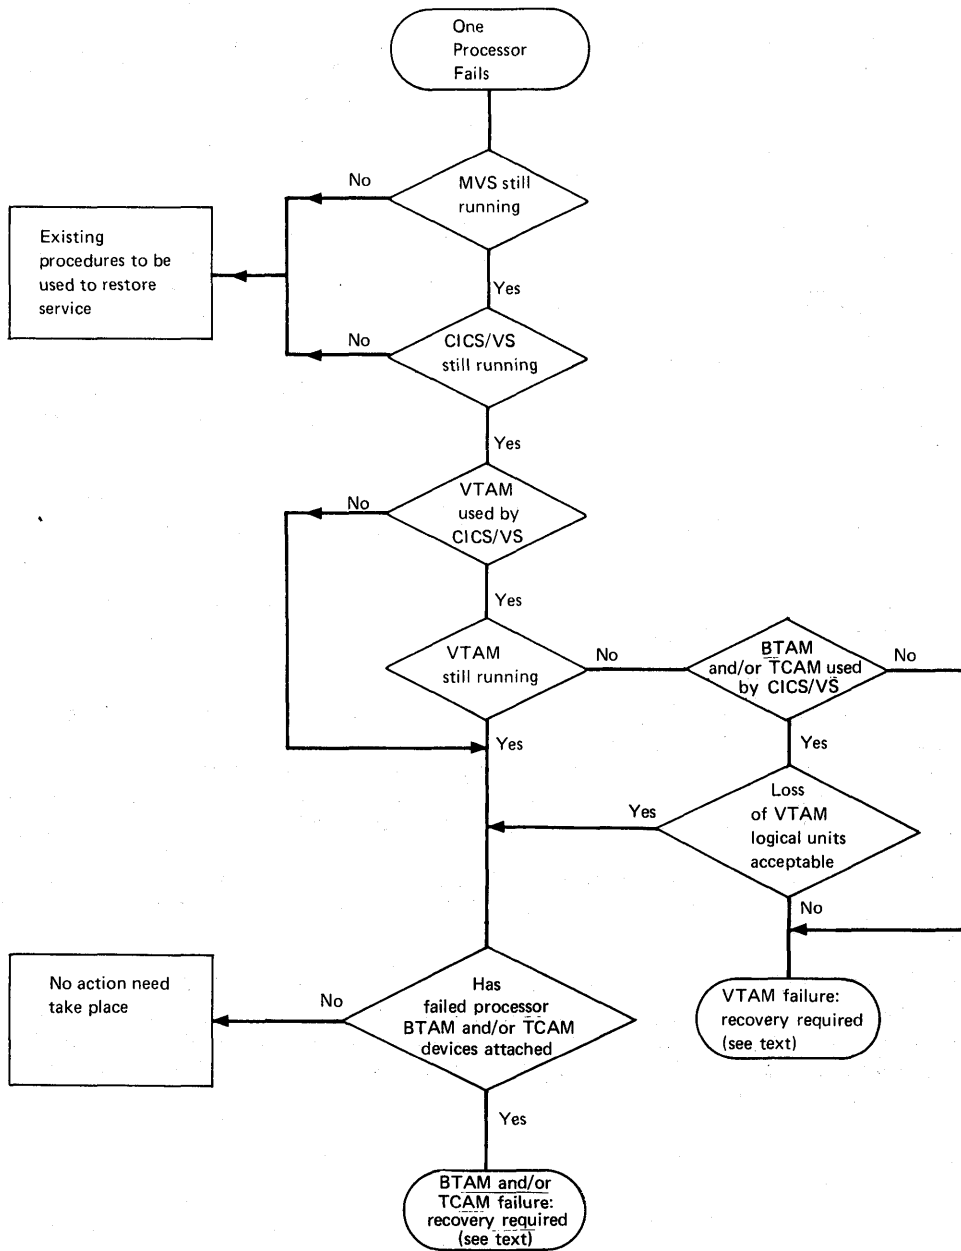 One
Processor
Fails
No
MVS still
running
Existing
procedures to be
used to restore
service
Yes
No
CICS/VS
still running
Yes
No
VTAM
used by
CICS/VS
Yes
VTAM
still running
No
BTAM
and/or TCAM used
by CICS/VS
No
Yes
Yes
Yes
Loss
of VTAM
logical units
acceptable
No
No action need
take place
No
Has
failed processor
BTAM and/or TCAM
devices attached
VTAM failure:
recovery required
(see text)
Yes
BTAM and/or
TCAM failure:
recovery required
(see text)